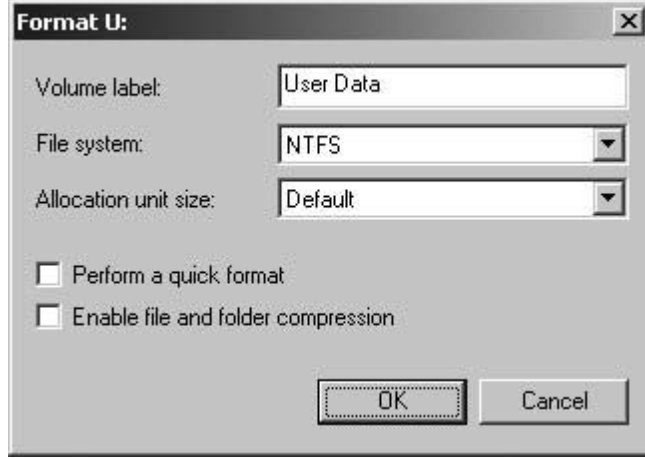 Format U:
Volume label: User Data
File system: NTFS
Allocation unit size: Default
Perform a quick format
Enable file and folder compression
OK Cancel